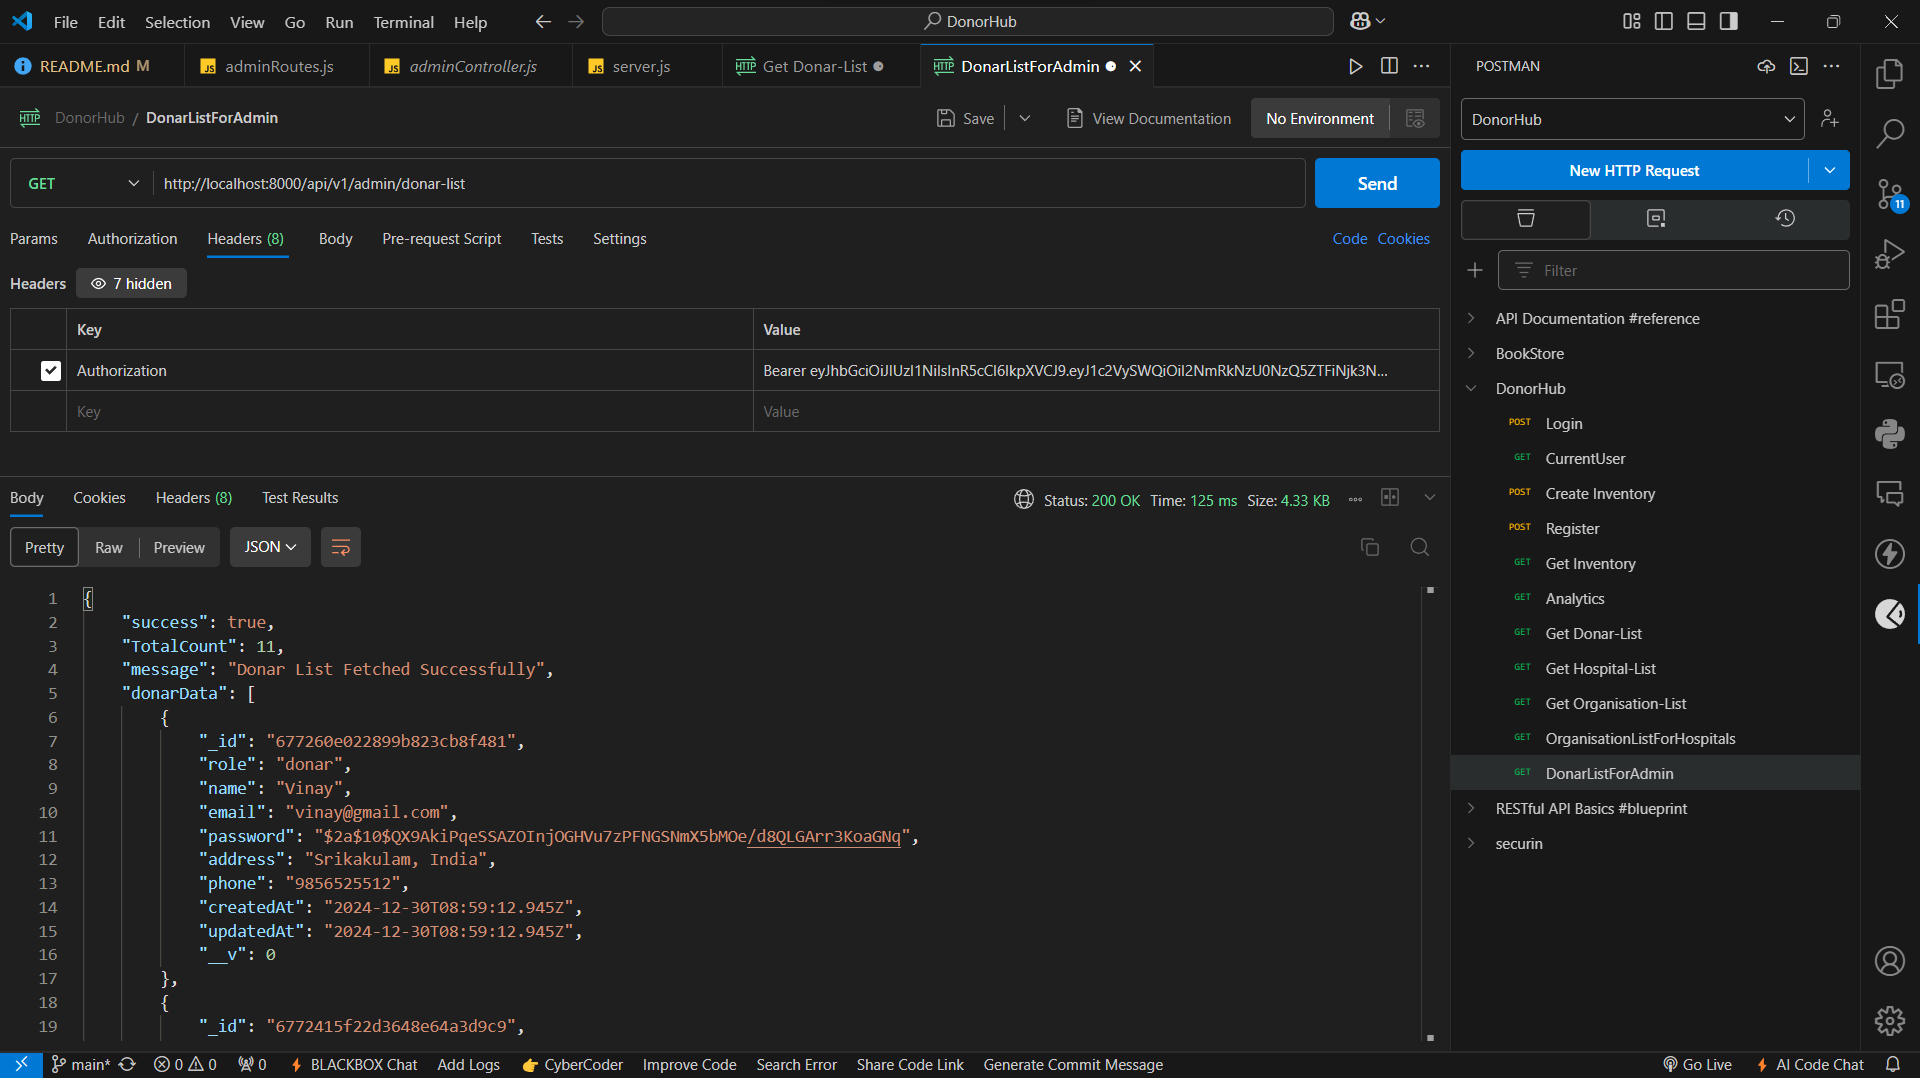 File Edit Selection View Go Run Terminal Help
DonorHub
README.md M
adminRoutes.js
adminController.js
server.js
Get Donar-List
DonarListForAdmin
POSTMAN
DonorHub / DonarListForAdmin
Save
View Documentation
No Environment
DonorHub
GET
http://localhost:8000/api/v1/admin/donar-list
Send
New HTTP Request
11
Params Authorization Headers (8) Body Pre-request Script Tests Settings
Code Cookies
Headers 7 hidden
Filter
Key Value
Authorization
Key Value
API Documentation #reference
BookStore
DonorHub
POST Login
GET CurrentUser
POST Create Inventory
POST Register
GET Get Inventory
GET Analytics
GET Get Donar-List
GET Get Hospital-List
GET Get Organisation-List
GET OrganisationListForHospitals
GET DonarListForAdmin
RESTful API Basics #blueprint
securin
Body Cookies Headers (8) Test Results
Status: 200 OK Time: 125 ms Size: 4.33 KB
Pretty Raw Preview JSON
1 {
2 "success": true,
3 "TotalCount": 11,
4 "message": "Donar List Fetched Successfully",
5 "donarData": [
6 {
7 "_id": "677260e022899b823cb8f481",
8 "role": "donar",
9 "name": "Vinay",
10 "email": "vinay@gmail.com",
11 "password": "$2a$10$QX9AkiPqeSSAZOInjOGHVu7zPFNGSNmX5bMOe/d8QLGArr3KoaGNq",
12 "address": "Srikakulam, India",
13 "phone": "9856525512",
14 "createdAt": "2024-12-30T08:59:12.945Z",
15 "updatedAt": "2024-12-30T08:59:12.945Z",
16 "__v": 0
17 },
18 {
19 "_id": "6772415f22d3648e64a3d9c9",
main* 0 0 0 BLACKBOX Chat Add Logs CyberCoder Improve Code Search Error Share Code Link Generate Commit Message
Go Live AI Code Chat